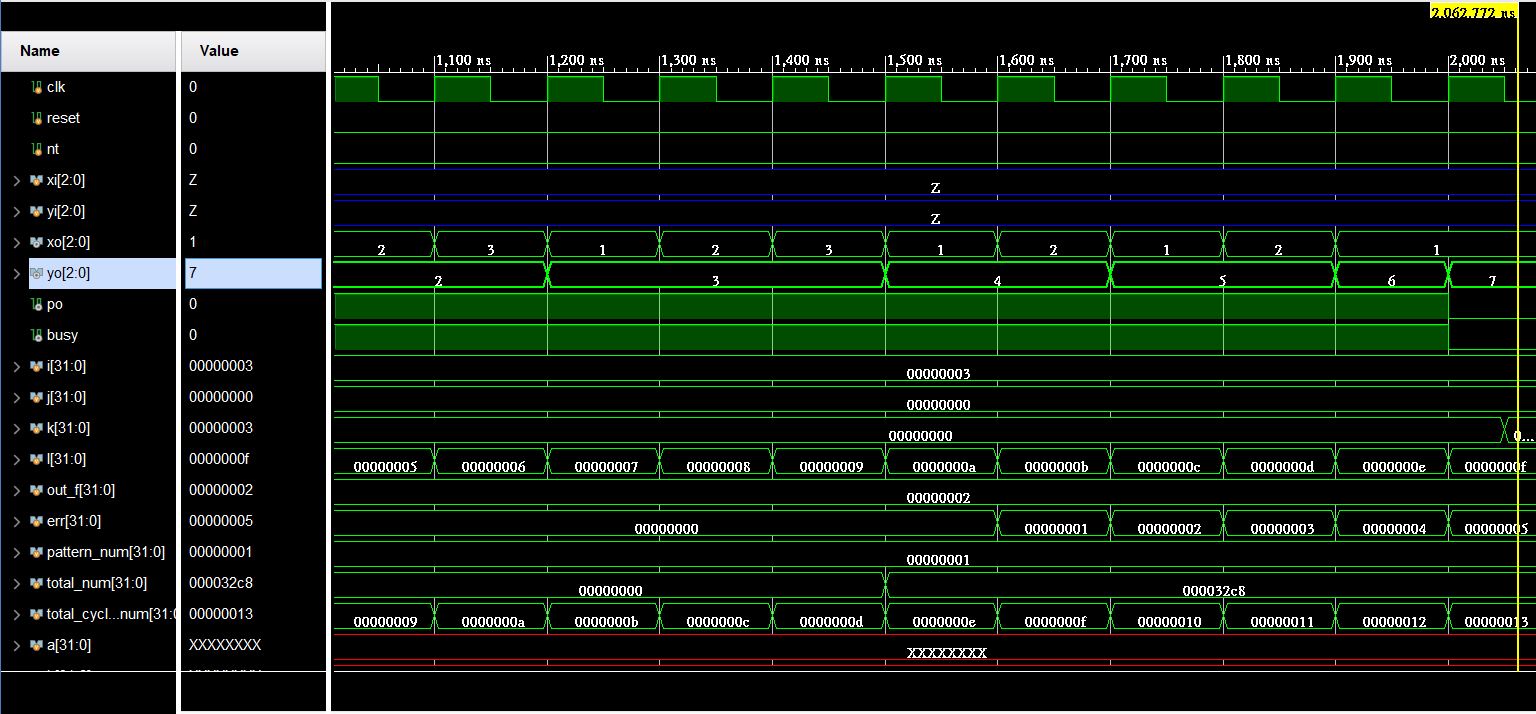 2,062.772 ns
Name Value
1,100 ns 1,200 ns 1,300 ns 1,400 ns 1,500 ns 1,600 ns 1,700 ns 1,800 ns 1,900 ns 2,000 ns
clk 0
reset 0
nt 0
xi[2:0] Z Z
yi[2:0] Z Z
xo[2:0] 1 2 3 1 2 3 1 2 1 2 1
yo[2:0] 7 2 3 4 5 6 7
po 0
busy 0
i[31:0] 00000003 00000003
j[31:0] 00000000 00000000
k[31:0] 00000003 00000000 0...
l[31:0] 0000000f 00000005 00000006 00000007 00000008 00000009 0000000a 0000000b 0000000c 0000000d 0000000e 0000000f
out_f[31:0] 00000002 00000002
err[31:0] 00000005 00000000 00000001 00000002 00000003 00000004 00000005
pattern_num[31:0] 00000001 00000001
total_num[31:0] 000032c8 00000000 000032c8
total_cycl...num[31:0 00000013 00000009 0000000a 0000000b 0000000c 0000000d 0000000e 0000000f 00000010 00000011 00000012 00000013
a[31:0] XXXXXXXX XXXXXXXX